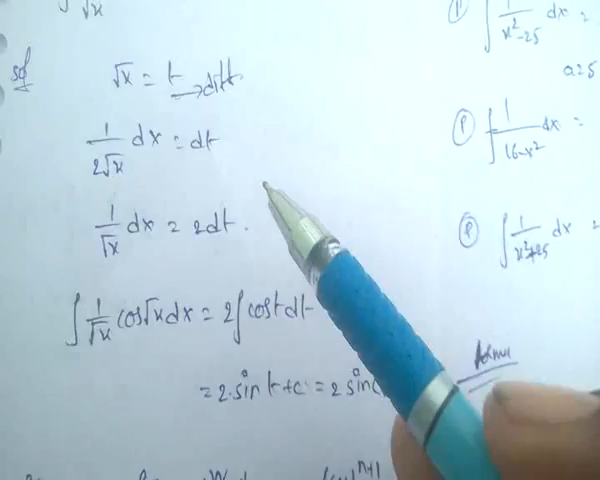 √x
Sol
√x = t → diff
1/(2√x) dx = dt
1/√x dx = 2dt.
∫ 1/√x cos√x dx = 2∫ cost dt
= 2.sin t + c = 2 sin(
Ⓟ ∫ 1/(x²-25) dx =
Ⓟ ∫ 1/(16-x²) dx =
Ⓟ ∫ 1/(x²+25) dx =